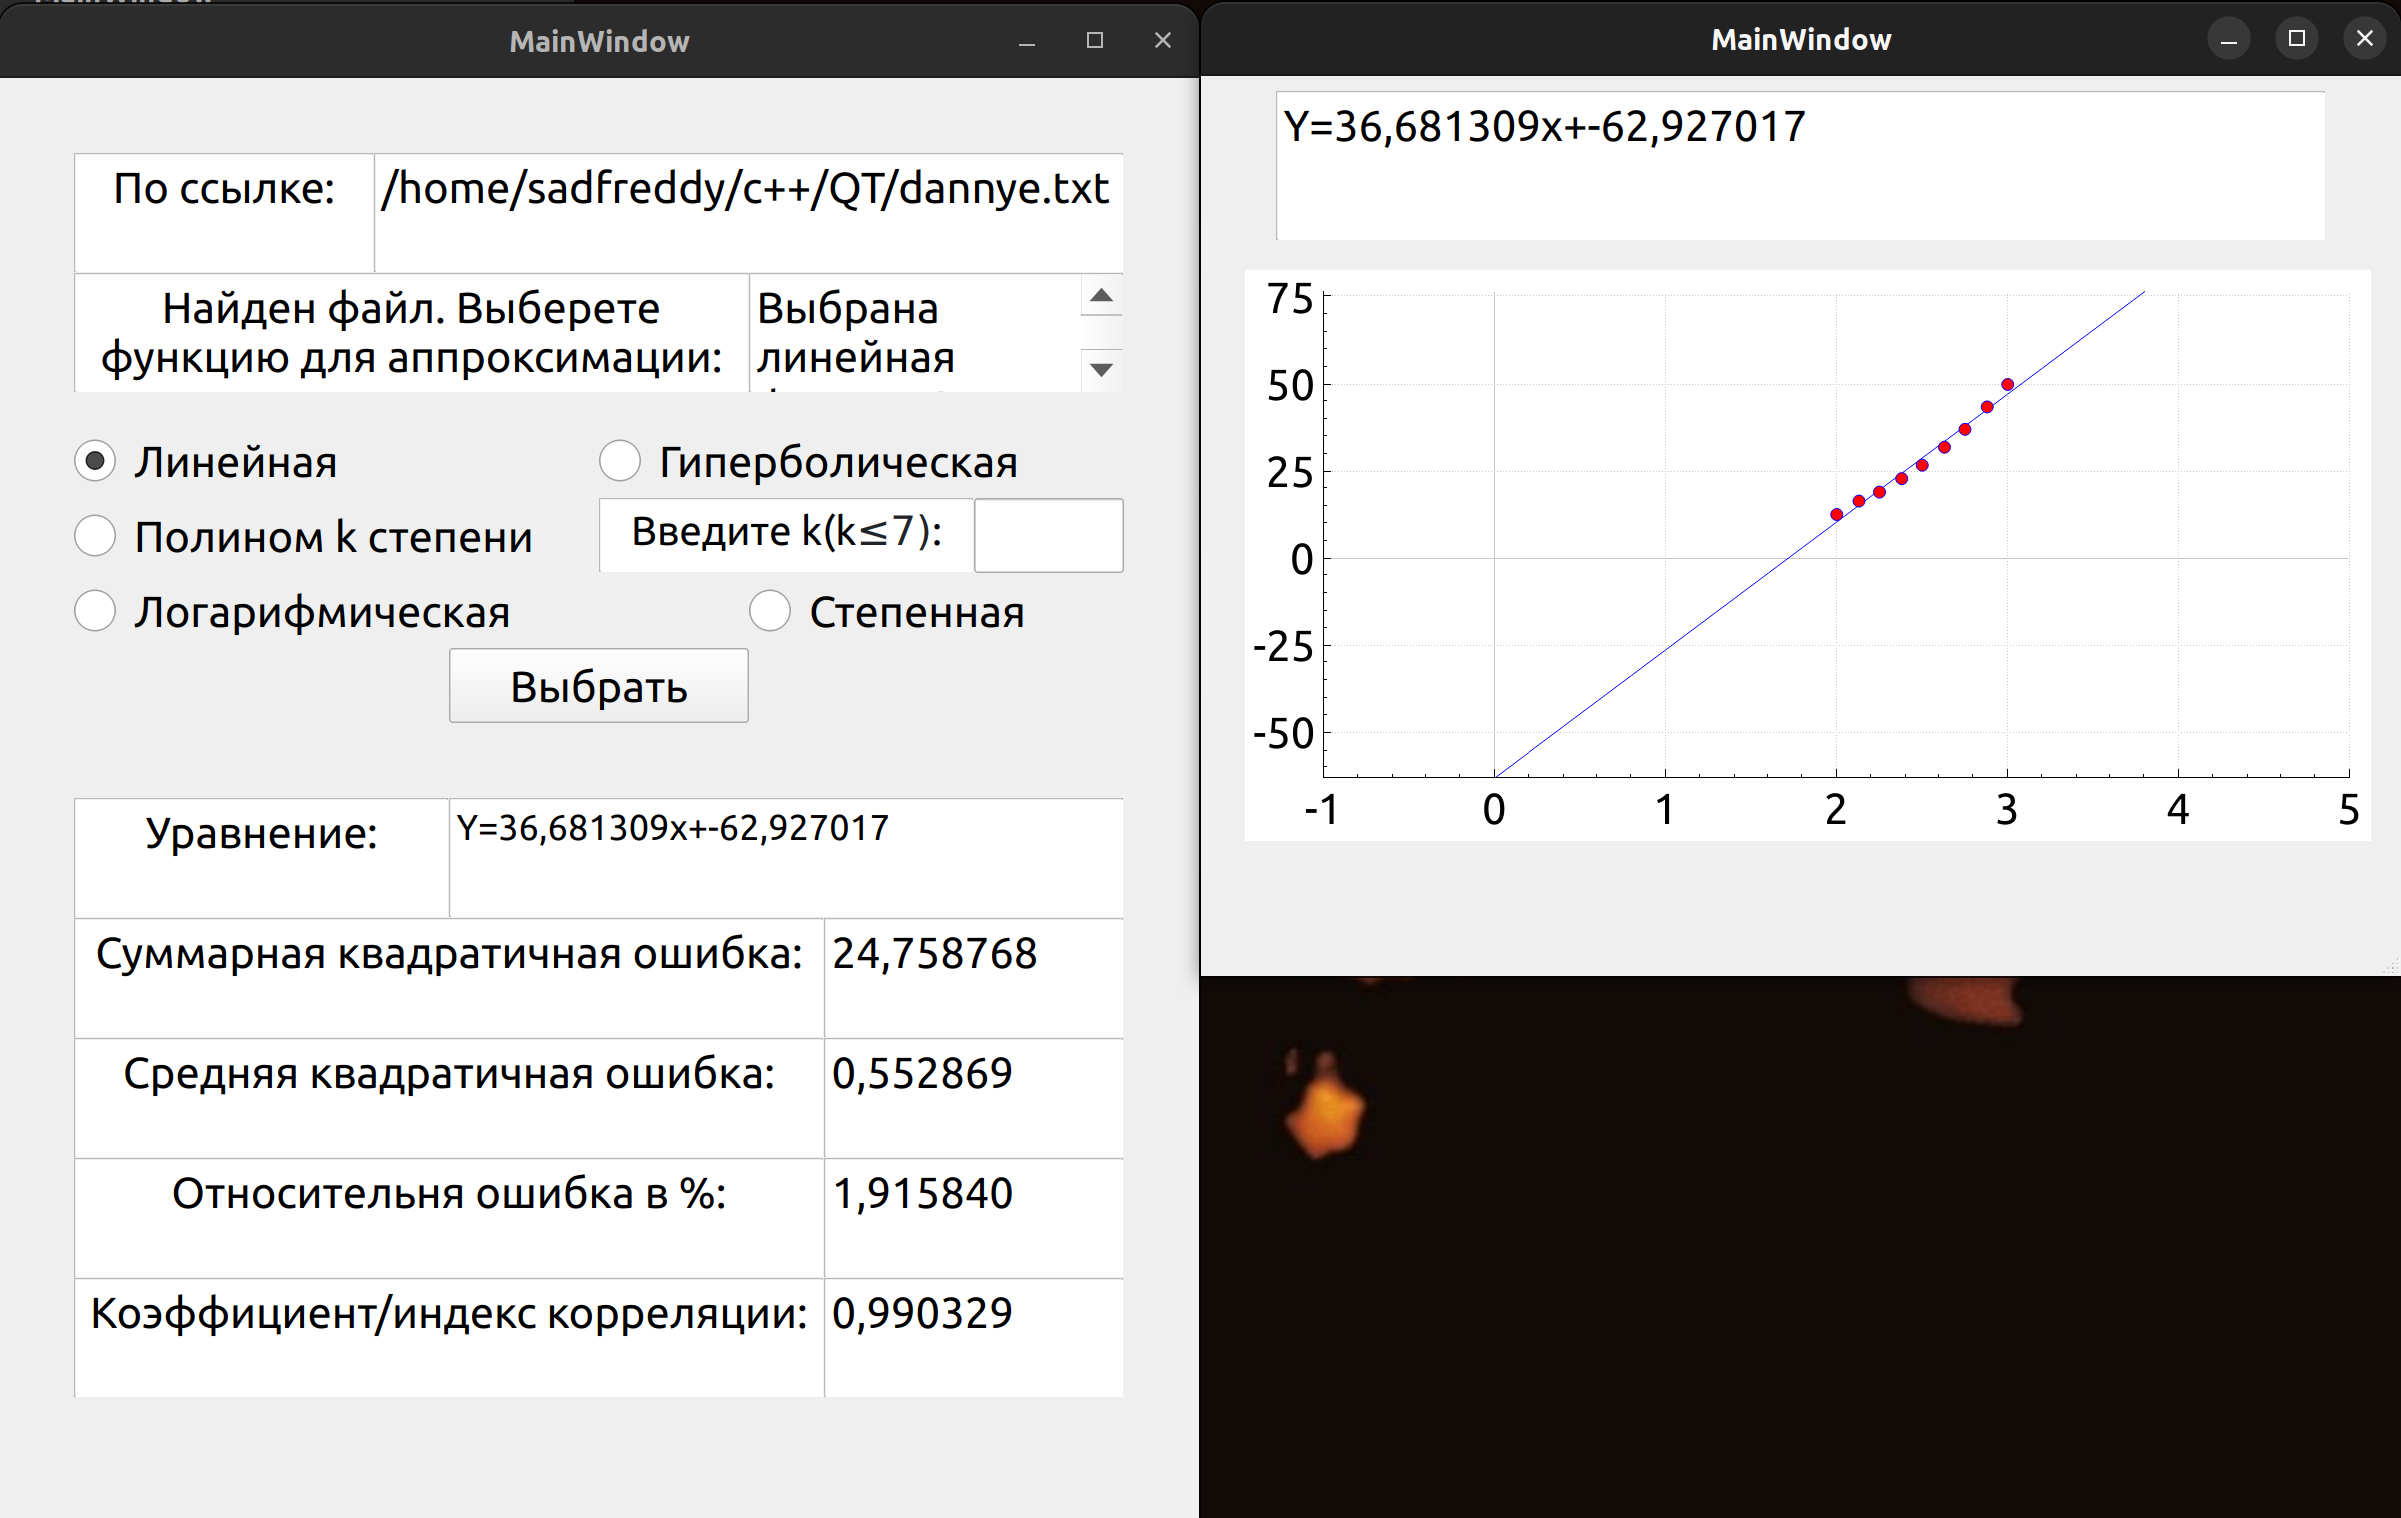 MainWindow
По ссылке:
/home/sadfreddy/c++/QT/dannye.txt
Найден файл. Выберете
функцию для аппроксимации:
Выбрана
линейная
Линейная
Гиперболическая
Полином k степени
Введите k(k≤7):
Логарифмическая
Степенная
Выбрать
Уравнение:
Y=36,681309x+-62,927017
Суммарная квадратичная ошибка:
24,758768
Средняя квадратичная ошибка:
0,552869
Относительня ошибка в %:
1,915840
Коэффициент/индекс корреляции:
0,990329
MainWindow
Y=36,681309x+-62,927017
75
50
25
0
-25
-50
-1 0 1 2 3 4 5